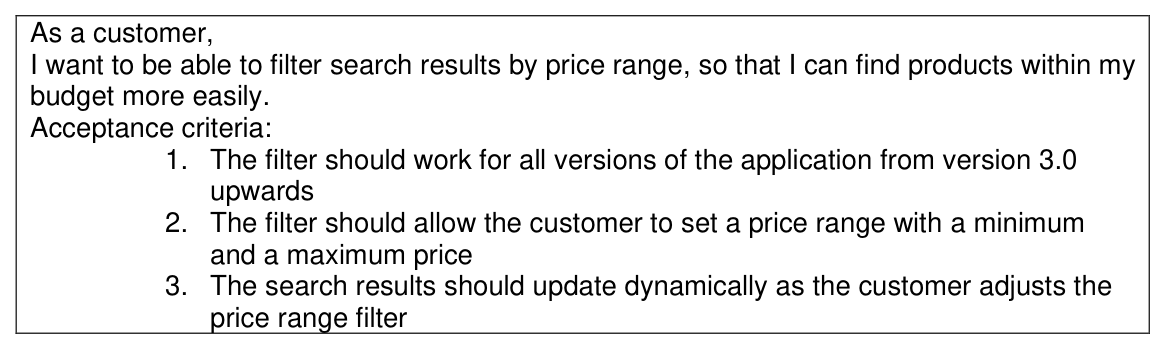 As a customer,
I want to be able to filter search results by price range, so that I can find products within my
budget more easily.
Acceptance criteria:
1. The filter should work for all versions of the application from version 3.0
upwards
2. The filter should allow the customer to set a price range with a minimum
and a maximum price
3. The search results should update dynamically as the customer adjusts the
price range filter